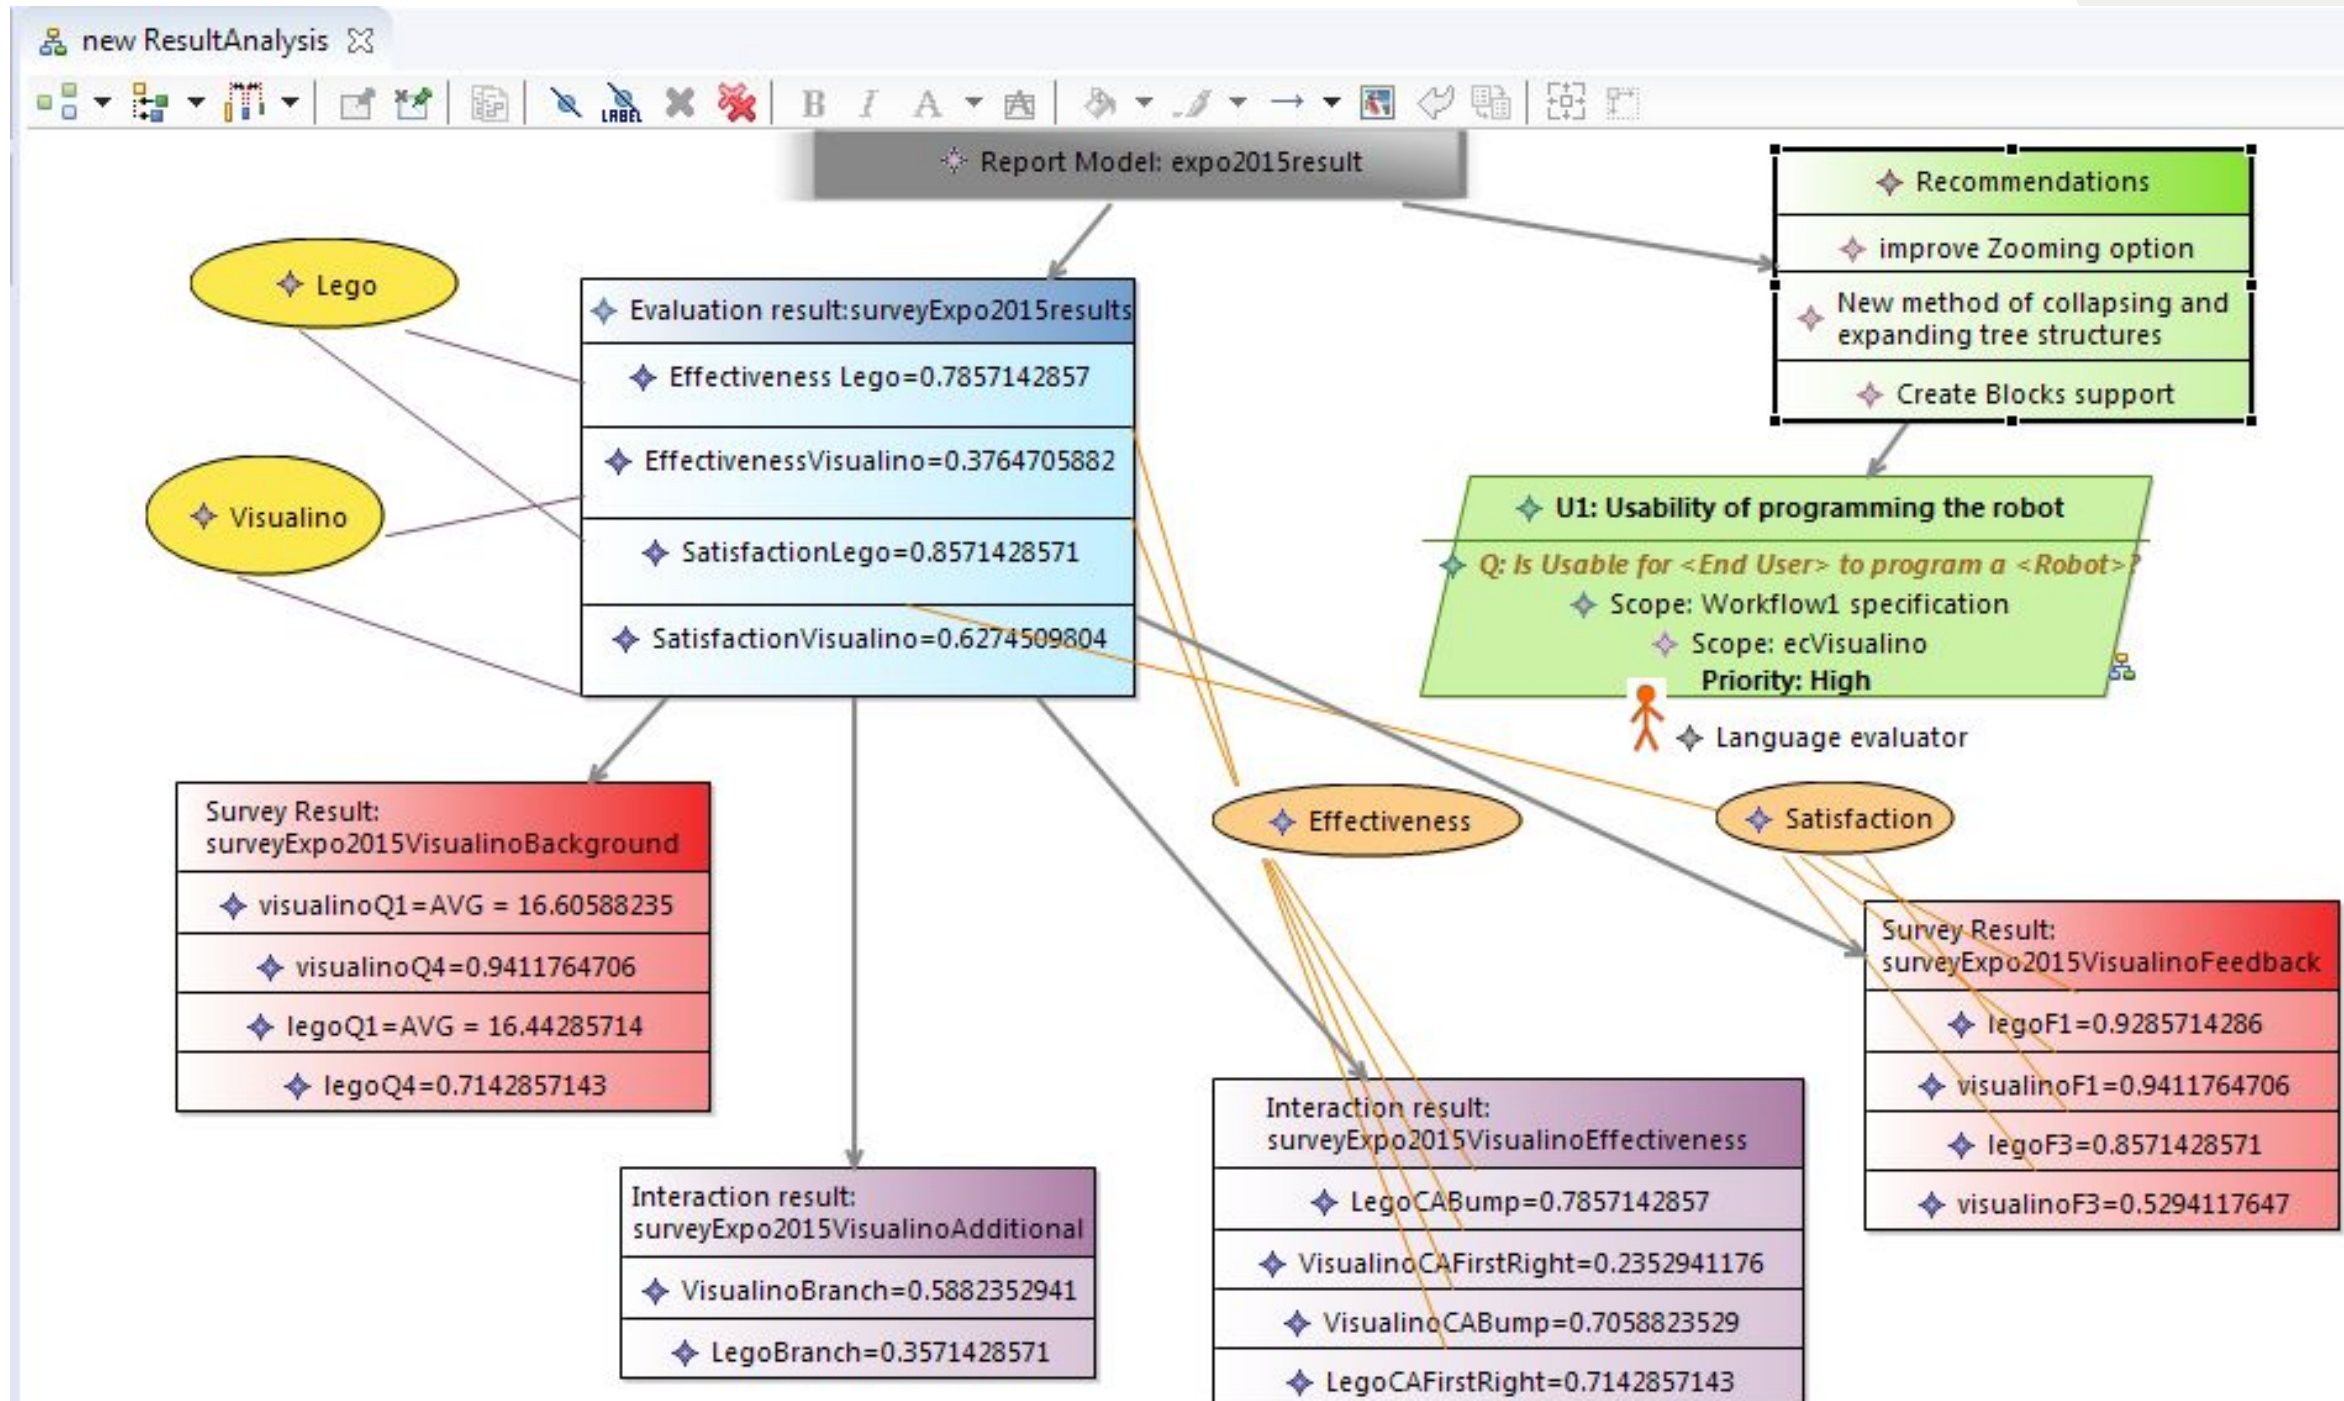 new ResultAnalysis
LABEL
B I A A
Report Model: expo2015result
Recommendations
improve Zooming option
New method of collapsing and
expanding tree structures
Create Blocks support
Lego
Visualino
Evaluation result:surveyExpo2015results
Effectiveness Lego=0.7857142857
EffectivenessVisualino=0.3764705882
SatisfactionLego=0.8571428571
SatisfactionVisualino=0.6274509804
U1: Usability of programming the robot
Q: Is Usable for <End User> to program a <Robot>?
Scope: Workflow1 specification
Scope: ecVisualino
Priority: High
Language evaluator
Effectiveness
Satisfaction
Survey Result:
surveyExpo2015VisualinoBackground
visualinoQ1=AVG = 16.60588235
visualinoQ4=0.9411764706
legoQ1=AVG = 16.44285714
legoQ4=0.7142857143
Interaction result:
surveyExpo2015VisualinoAdditional
VisualinoBranch=0.5882352941
LegoBranch=0.3571428571
Interaction result:
surveyExpo2015VisualinoEffectiveness
LegoCABump=0.7857142857
VisualinoCAFirstRight=0.2352941176
VisualinoCABump=0.7058823529
LegoCAFirstRight=0.7142857143
Survey Result:
surveyExpo2015VisualinoFeedback
legoF1=0.9285714286
visualinoF1=0.9411764706
legoF3=0.8571428571
visualinoF3=0.5294117647